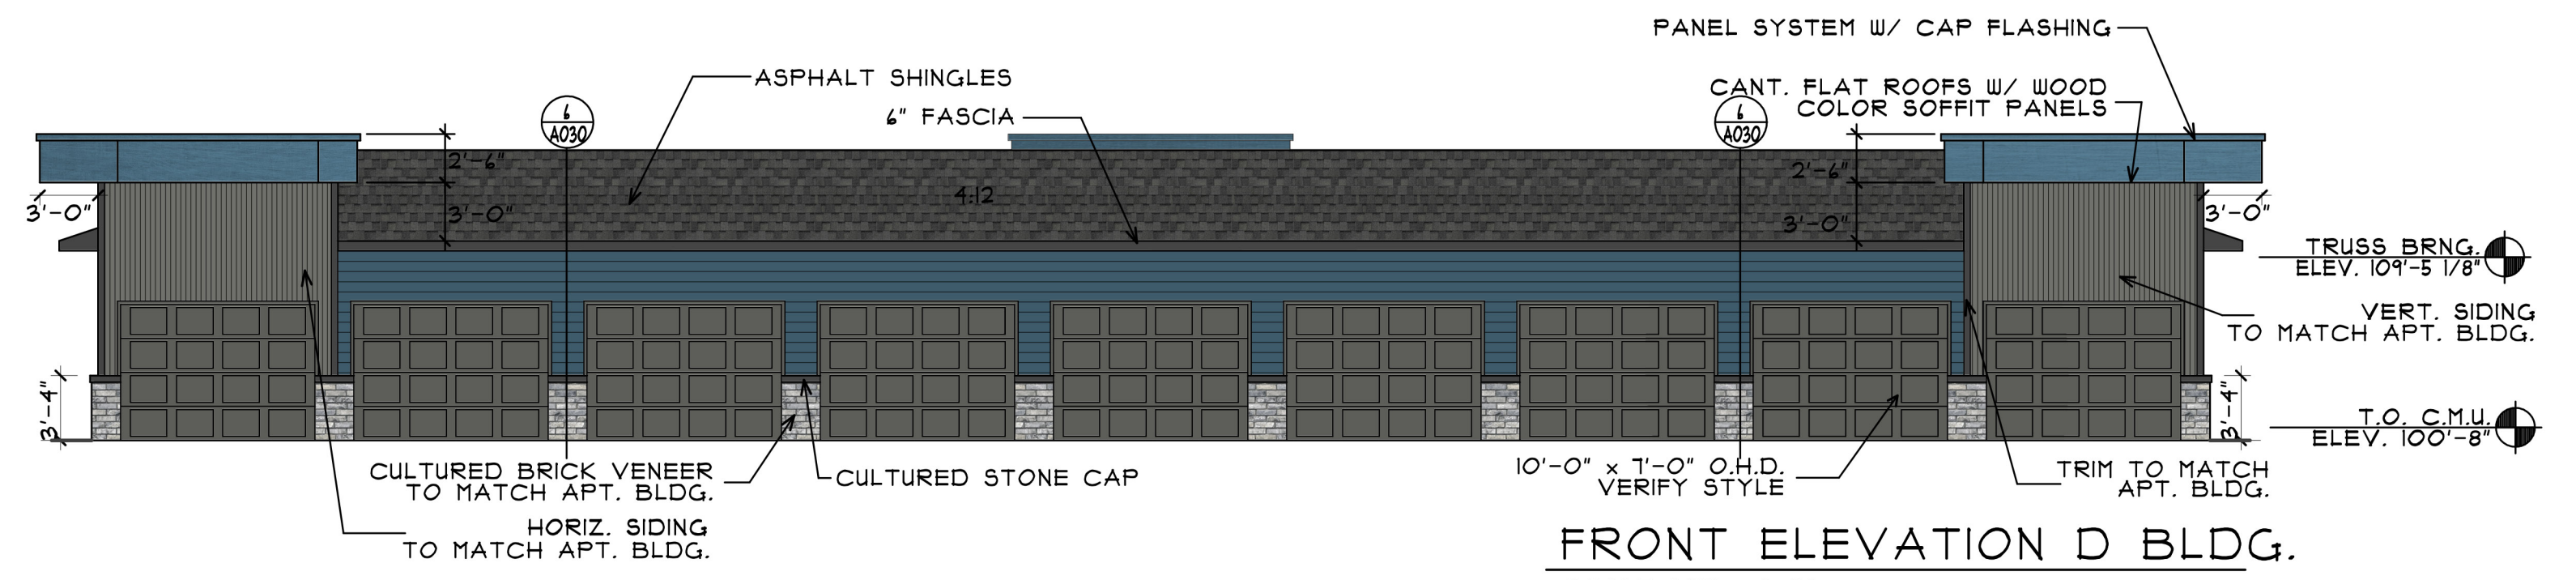 PANEL SYSTEM W/ CAP FLASHING
ASPHALT SHINGLES
CANT. FLAT ROOFS W/ WOOD
COLOR SOFFIT PANELS
6" FASCIA
6
A030
6
A030
2'-6"
3'-0"
3'-0"
4:12
2'-6"
3'-0"
3'-0"
TRUSS BRNG.
ELEV. 109'-5 1/8"
VERT. SIDING
TO MATCH APT. BLDG.
3'-4"
3'-4"
T.O. C.M.U.
ELEV. 100'-8"
CULTURED BRICK VENEER
TO MATCH APT. BLDG.
CULTURED STONE CAP
10'-0" x 7'-0" O.H.D.
VERIFY STYLE
TRIM TO MATCH
APT. BLDG.
HORIZ. SIDING
TO MATCH APT. BLDG.
FRONT ELEVATION D BLDG.